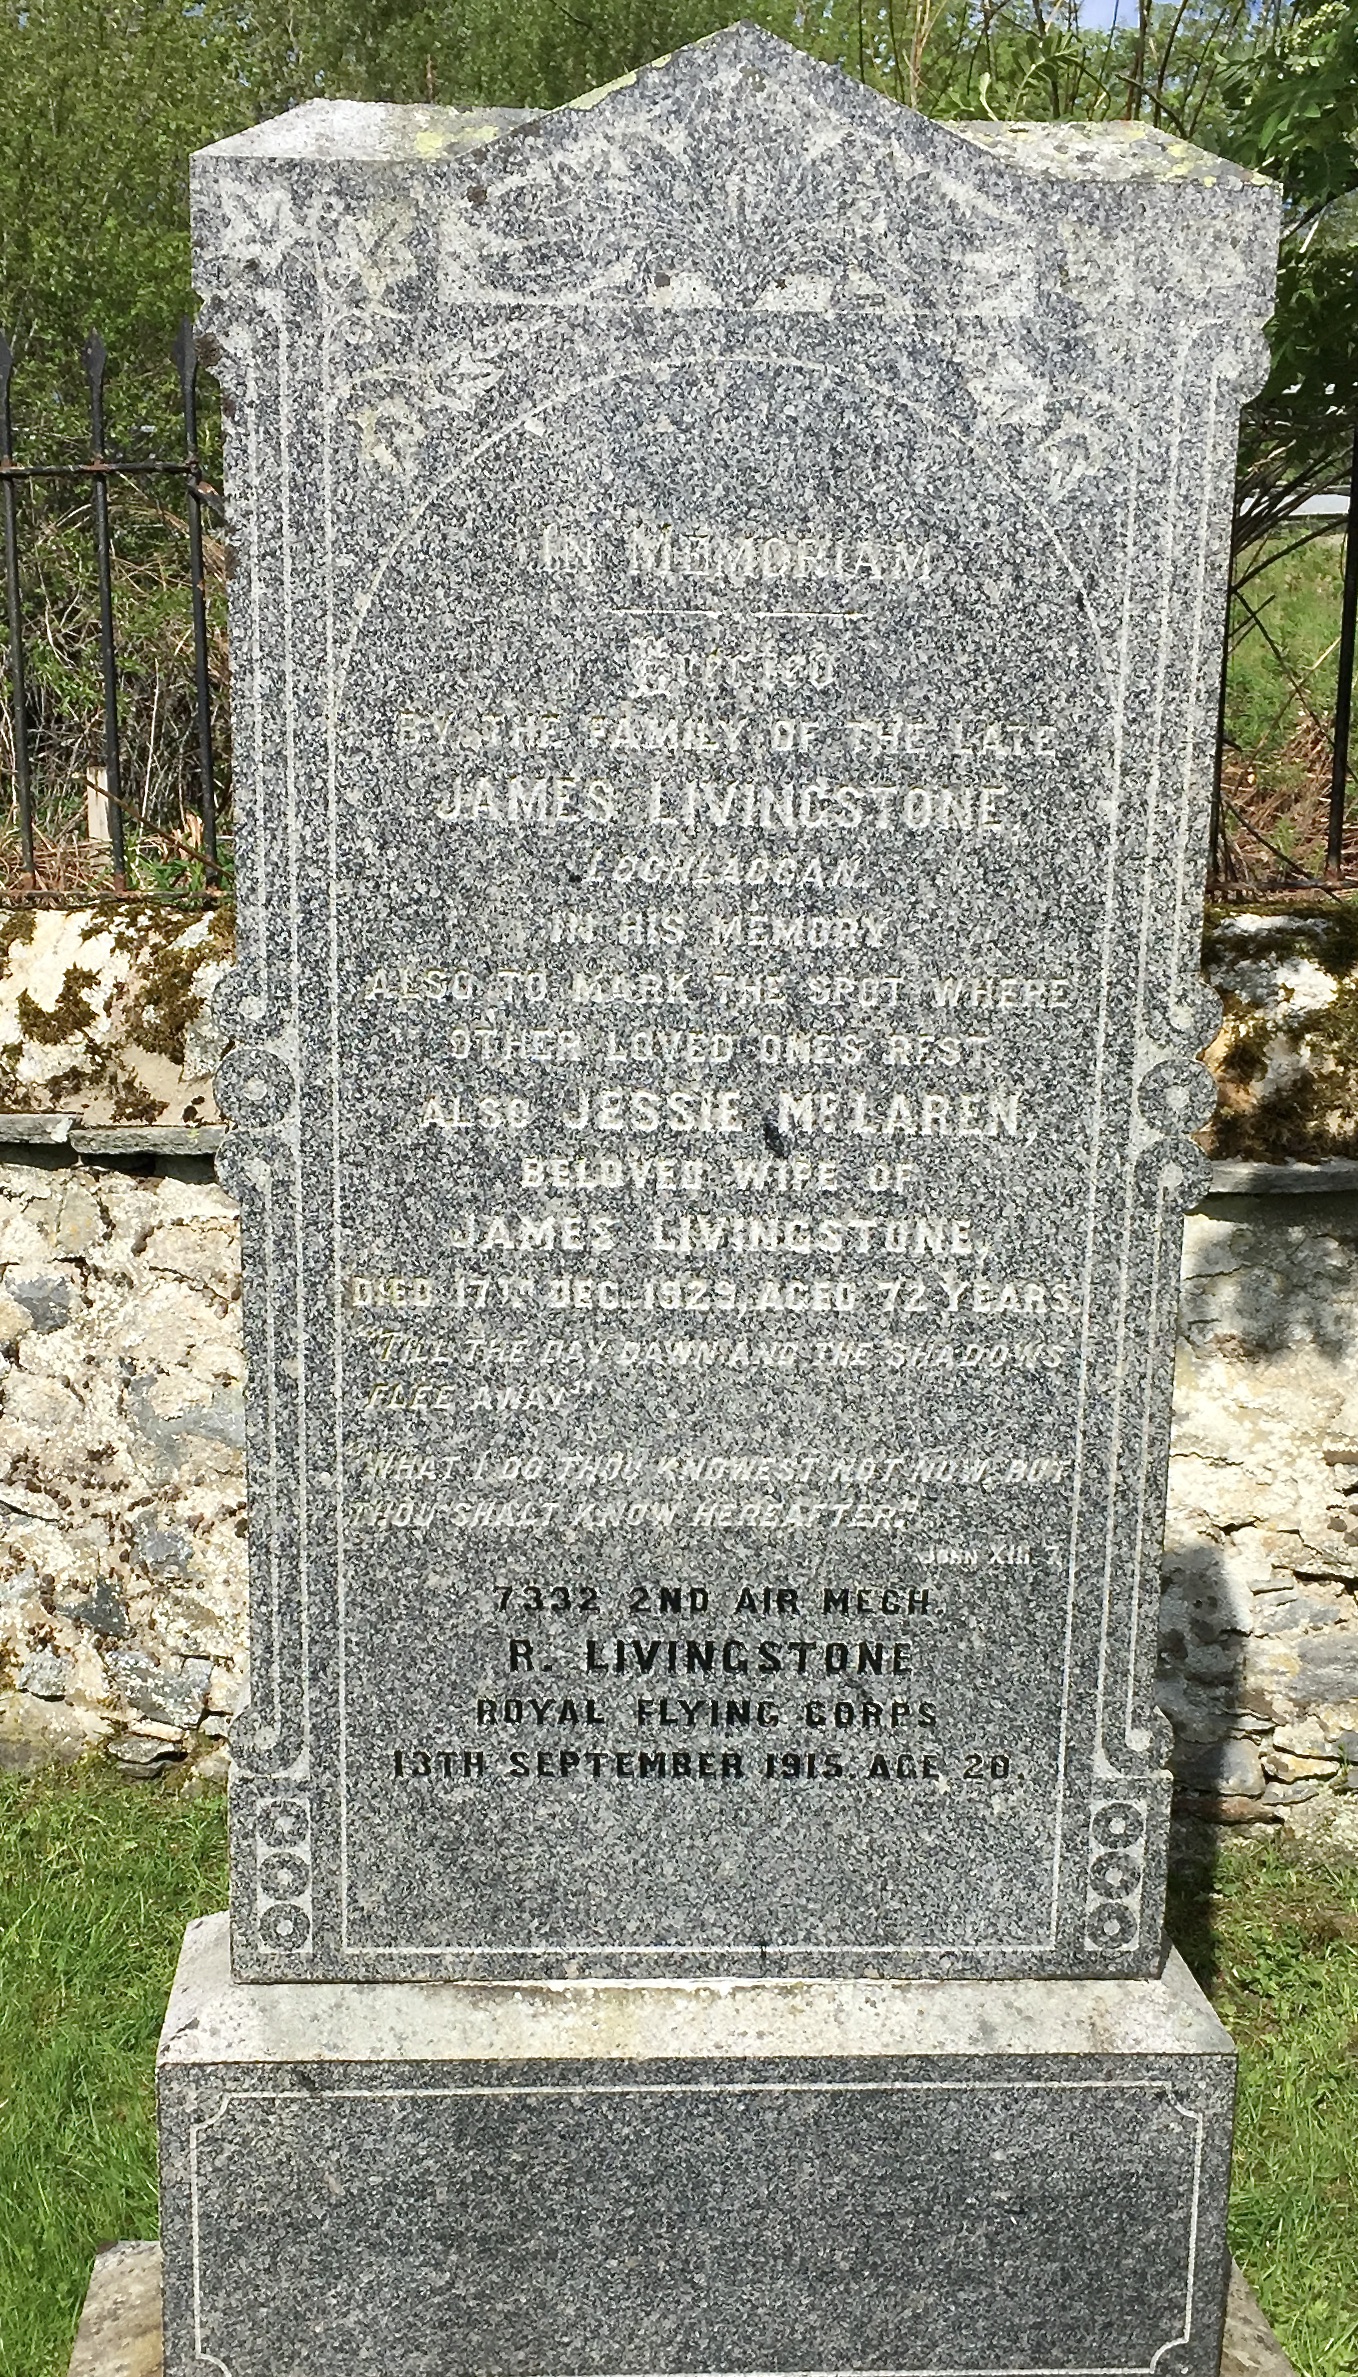 IN MEMORIAM
Erected
BY THE FAMILY OF THE LATE
JAMES LIVINGSTONE,
LOCHLAGGAN.
IN HIS MEMORY
ALSO TO MARK THE SPOT WHERE
OTHER LOVED ONES REST
ALSO JESSIE McLAREN,
BELOVED WIFE OF
JAMES LIVINGSTONE,
DIED 17TH DEC. 1929, AGED 72 YEARS
"TILL THE DAY DAWN AND THE SHADOWS
FLEE AWAY"
"WHAT I DO THOU KNOWEST NOT NOW, BUT
THOU SHALT KNOW HEREAFTER."
JOHN XIII. 7.
7332 2ND AIR MECH.
R. LIVINGSTONE
ROYAL FLYING CORPS
13TH SEPTEMBER 1915. AGE 20.